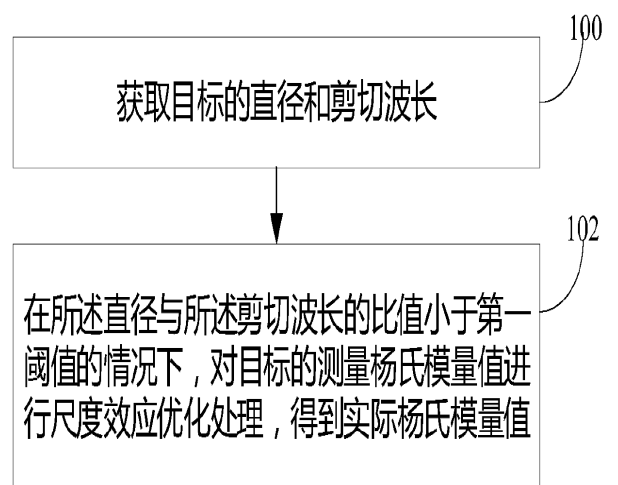 100
获取目标的直径和剪切波长
102
在所述直径与所述剪切波长的比值小于第一
阈值的情况下，对目标的测量杨氏模量值进
行尺度效应优化处理，得到实际杨氏模量值